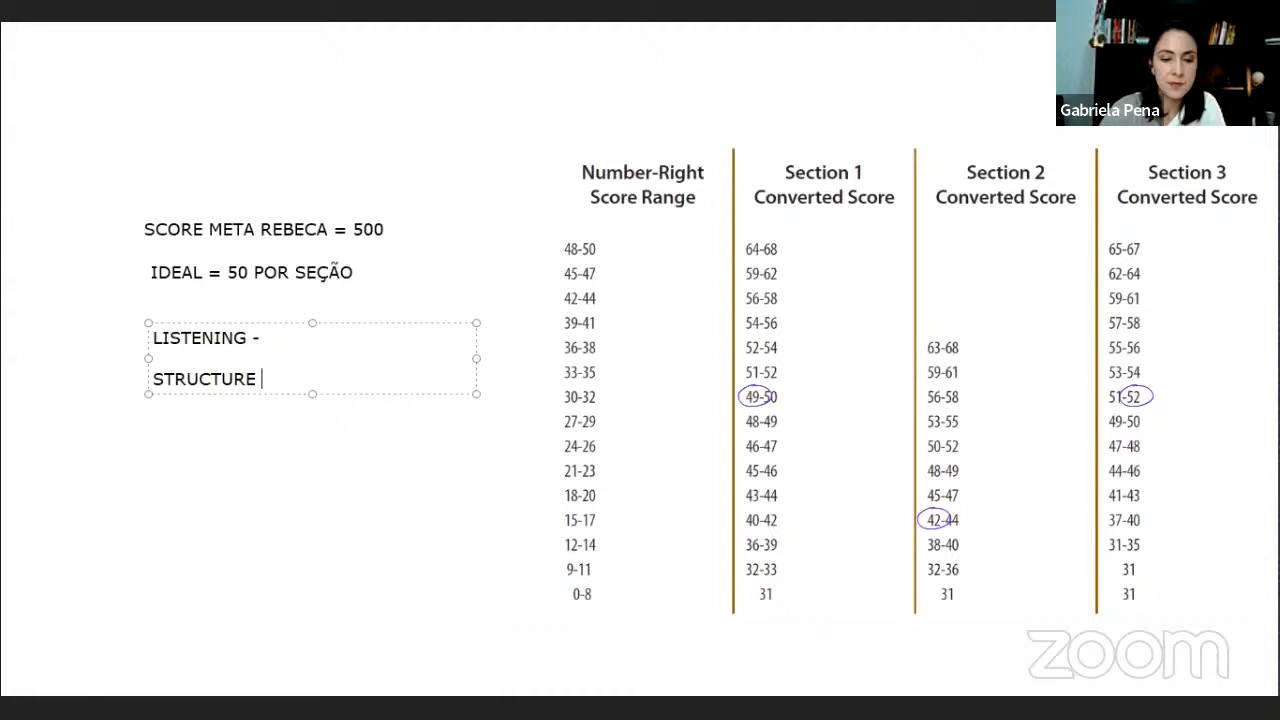 Gabriela Pena
SCORE META REBECA = 500
IDEAL = 50 POR SEÇÃO
LISTENING -
STRUCTURE
Number-Right Score Range Section 1 Converted Score Section 2 Converted Score Section 3 Converted Score
48-50 64-68 65-67
45-47 59-62 62-64
42-44 56-58 59-61
39-41 54-56 57-58
36-38 52-54 63-68 55-56
33-35 51-52 59-61 53-54
30-32 49-50 56-58 51-52
27-29 48-49 53-55 49-50
24-26 46-47 50-52 47-48
21-23 45-46 48-49 44-46
18-20 43-44 45-47 41-43
15-17 40-42 42-44 37-40
12-14 36-39 38-40 31-35
9-11 32-33 32-36 31
0-8 31 31 31
zoom